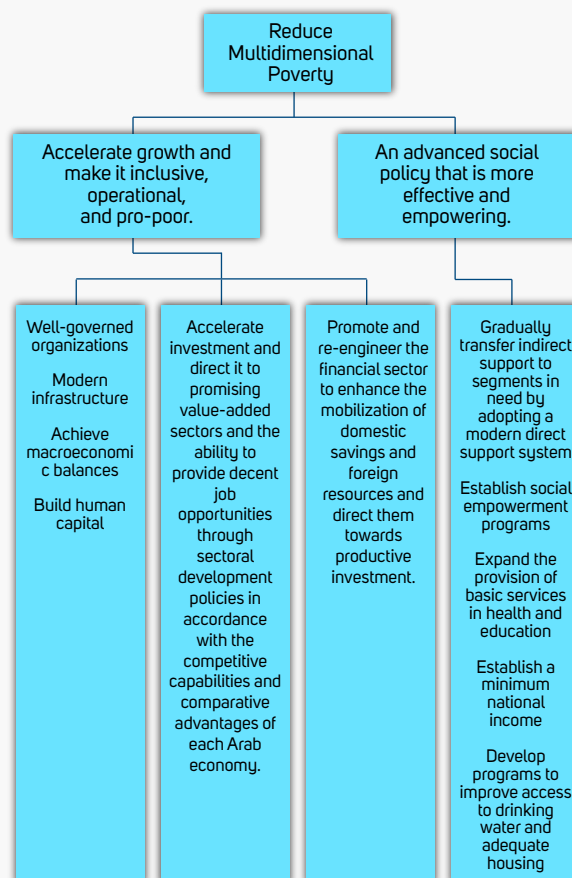 Reduce
Multidimensional
Poverty
Accelerate growth and
make it inclusive,
operational,
and pro-poor.
An advanced social
policy that is more
effective and
empowering.
Well-governed
organizations
Modern
infrastructure
Achieve
macroeconomi
c balances
Build human
capital
Accelerate
investment and
direct it to
promising
value-added
sectors and the
ability to
provide decent
job
opportunities
through
sectoral
development
policies in
accordance
with the
competitive
capabilities and
comparative
advantages of
each Arab
economy.
Promote and
re-engineer the
financial sector
to enhance the
mobilization of
domestic
savings and
foreign
resources and
direct them
towards
productive
investment.
Gradually
transfer indirect
support to
segments in
need by
adopting a
modern direct
support system
Establish social
empowerment
programs
Expand the
provision of
basic services
in health and
education
Establish a
minimum
national
income
Develop
programs to
improve access
to drinking
water and
adequate
housing